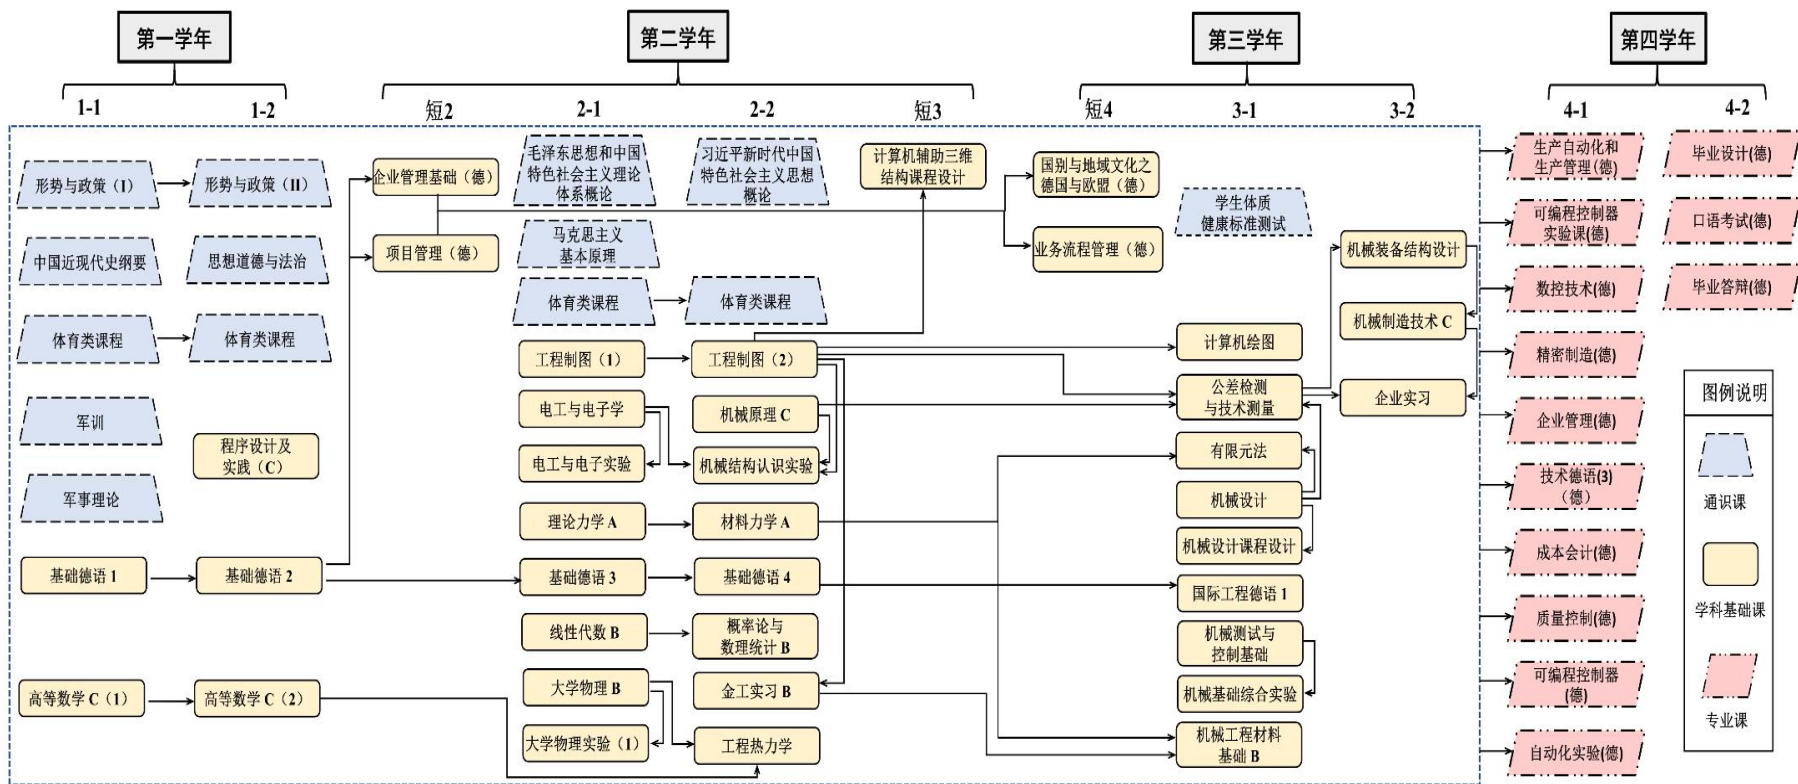 第一学年
第二学年
第三学年
第四学年
1-1
1-2
短2
2-1
2-2
短3
短4
3-1
3-2
4-1
4-2
形势与政策（I）
中国近现代史纲要
体育类课程
军训
军事理论
基础德语 1
高等数学 C（1）
形势与政策（II）
思想道德与法治
体育类课程
程序设计及
实践（C）
基础德语 2
高等数学 C（2）
企业管理基础（德）
项目管理（德）
毛泽东思想和中国
特色社会主义理论
体系概论
马克思主义
基本原理
体育类课程
工程制图（1）
电工与电子学
电工与电子实验
理论力学 A
基础德语 3
线性代数 B
大学物理 B
大学物理实验（1）
习近平新时代中国
特色社会主义思想
概论
体育类课程
工程制图（2）
机械原理 C
机械结构认识实验
材料力学 A
基础德语 4
概率论与
数理统计 B
金工实习 B
工程热力学
计算机辅助三维
结构课程设计
国别与地域文化之
德国与欧盟（德）
业务流程管理（德）
学生体质
健康标准测试
计算机绘图
公差检测
与技术测量
有限元法
机械设计
机械设计课程设计
国际工程德语 1
机械测试与
控制基础
机械基础综合实验
机械工程材料
基础 B
机械装备结构设计
机械制造技术 C
企业实习
生产自动化和
生产管理(德)
可编程控制器
实验课(德)
数控技术(德)
精密制造(德)
企业管理(德)
技术德语(3)
（德）
成本会计(德)
质量控制(德)
可编程控制器
(德)
自动化实验(德)
毕业设计(德)
口语考试(德)
毕业答辩(德)
图例说明
通识课
学科基础课
专业课